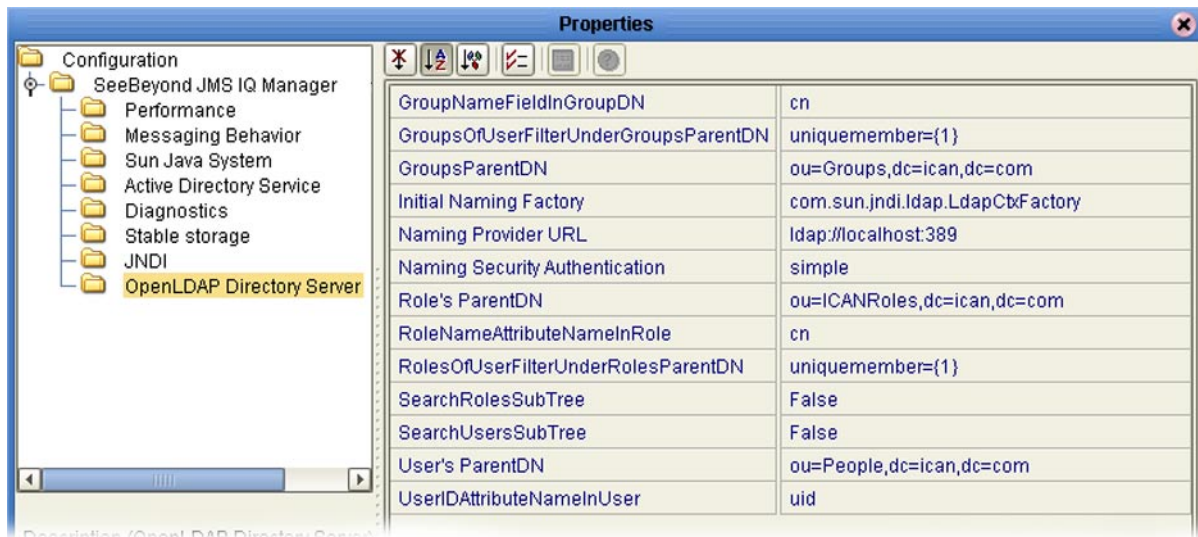 Properties
Configuration
SeeBeyond JMS IQ Manager
Performance
Messaging Behavior
Sun Java System
Active Directory Service
Diagnostics
Stable storage
JNDI
OpenLDAP Directory Server
GroupNameFieldInGroupDN cn
GroupsOfUserFilterUnderGroupsParentDN uniquemember={1}
GroupsParentDN ou=Groups,dc=ican,dc=com
Initial Naming Factory com.sun.jndi.ldap.LdapCtxFactory
Naming Provider URL ldap://localhost:389
Naming Security Authentication simple
Role's ParentDN ou=ICANRoles,dc=ican,dc=com
RoleNameAttributeNameInRole cn
RolesOfUserFilterUnderRolesParentDN uniquemember={1}
SearchRolesSubTree False
SearchUsersSubTree False
User's ParentDN ou=People,dc=ican,dc=com
UserIDAttributeNameInUser uid
Description (OpenLDAP Directory Server)